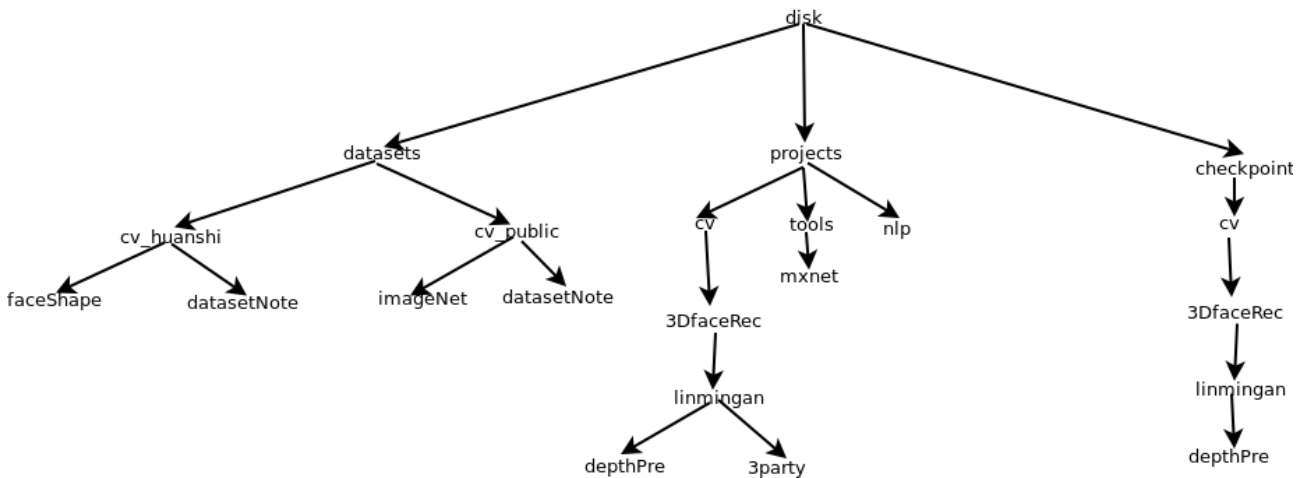 disk
datasets
projects
checkpoint
cv_huanshi
cv_public
cv
tools
nlp
cv
faceShape
datasetNote
imageNet
datasetNote
mxnet
3DfaceRec
3DfaceRec
linmingan
linmingan
depthPre
3party
depthPre